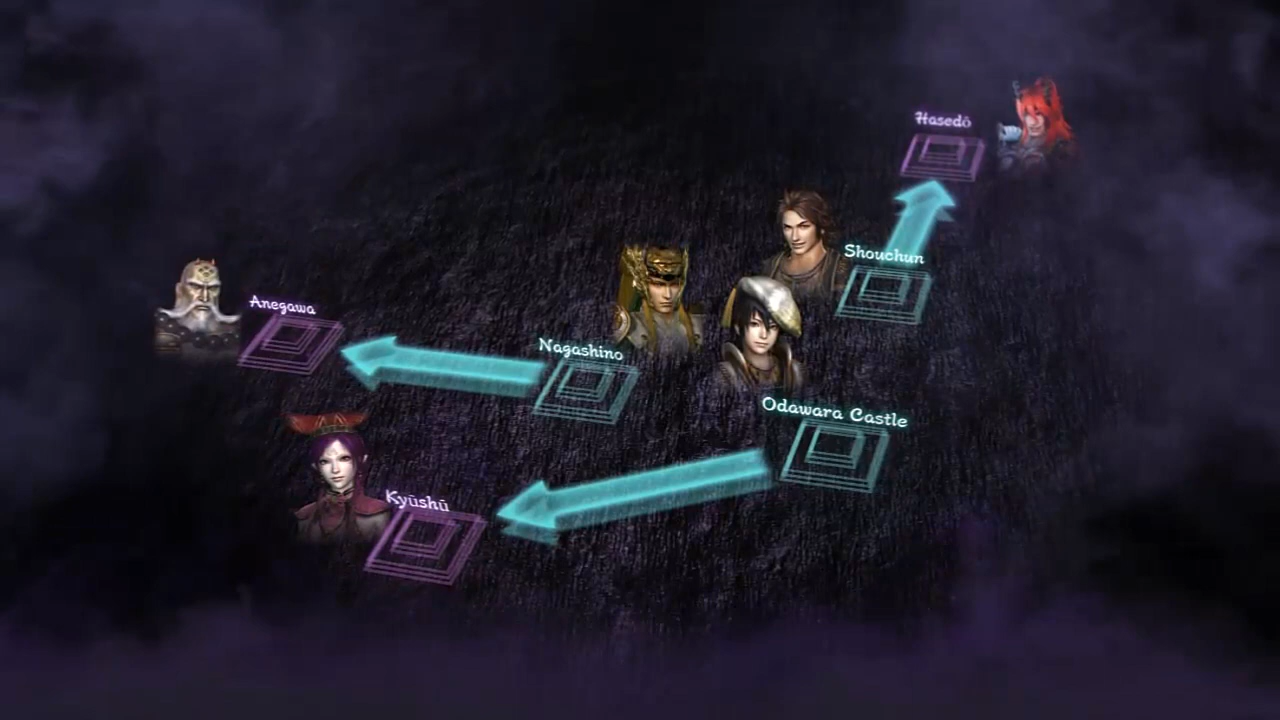 Hasedō
Shouchun
Anegawa
Nagashino
Odawara Castle
Kyūshū